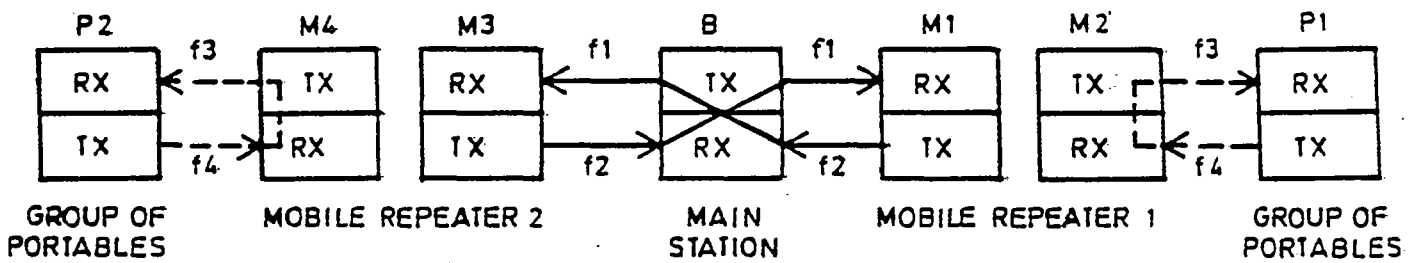 P2 M4 M3 B M1 M2 P1
f3 f1 f1 f3
RX TX RX TX RX TX RX
TX RX TX RX TX RX TX
f4 f2 f2 f4
GROUP OF MOBILE REPEATER 2 MAIN MOBILE REPEATER 1 GROUP OF
PORTABLES STATION PORTABLES